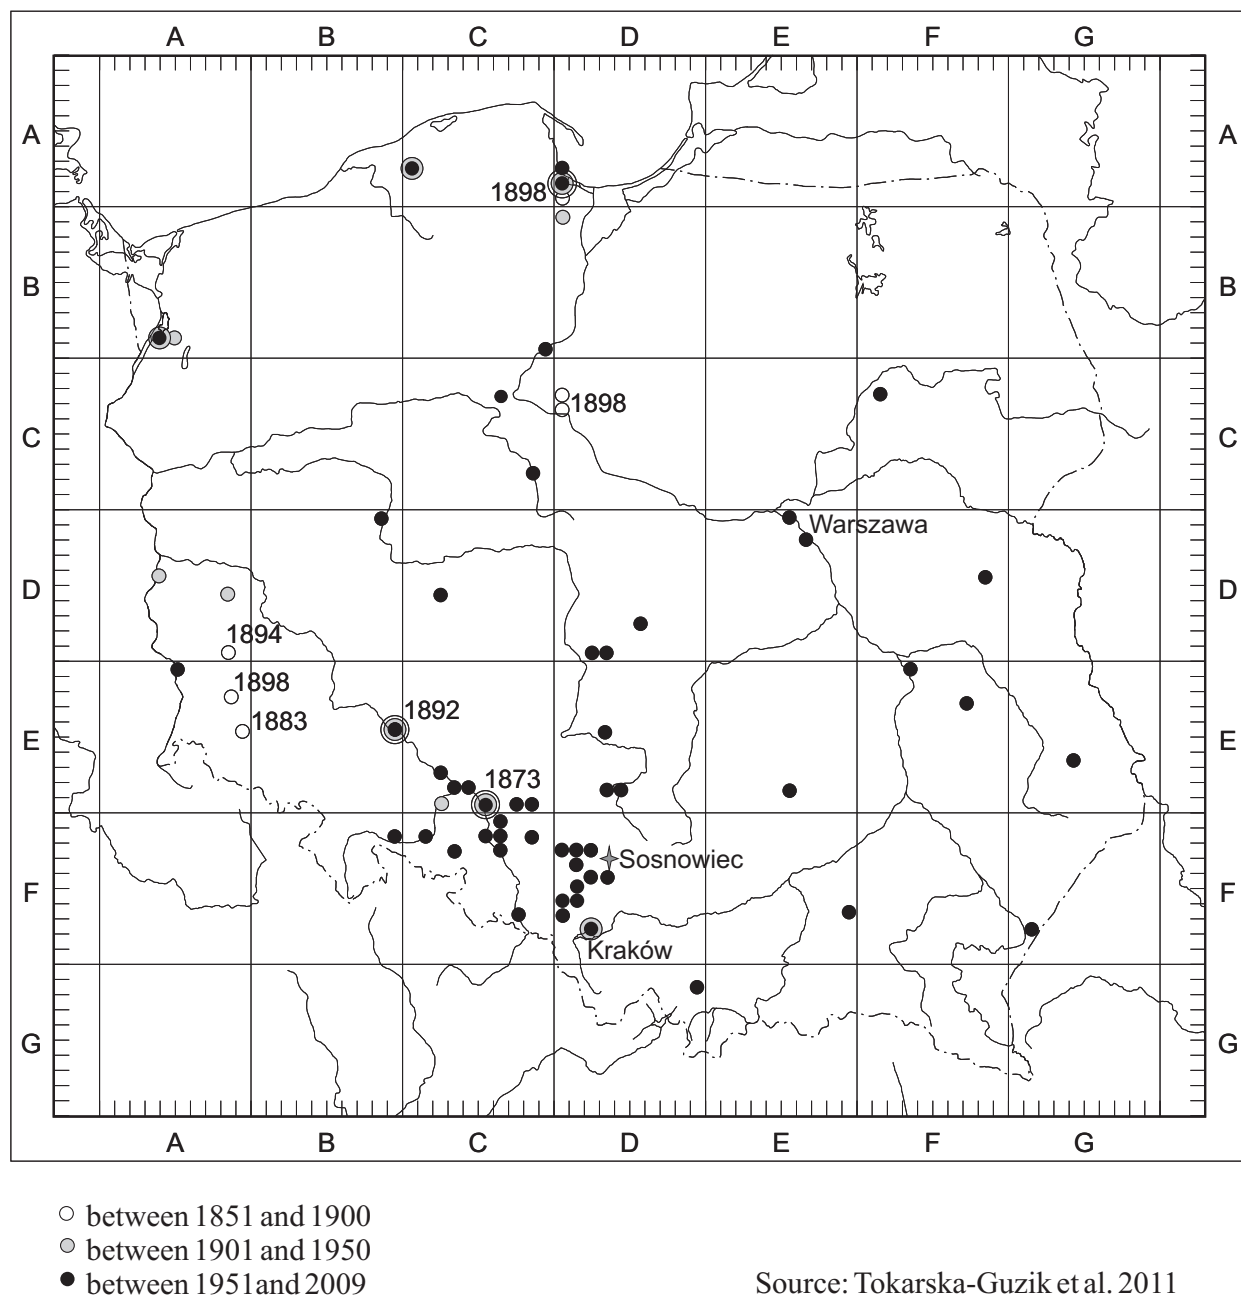 A B C D E F G
A A
1898
B B
1898
C C
Warszawa
D D
1894
1898
1892
1883
E E
1873
Sosnowiec
F F
Kraków
G G
A B C D E F G
between 1851 and 1900
between 1901 and 1950
between 1951and 2009
Source: Tokarska-Guzik et al. 2011